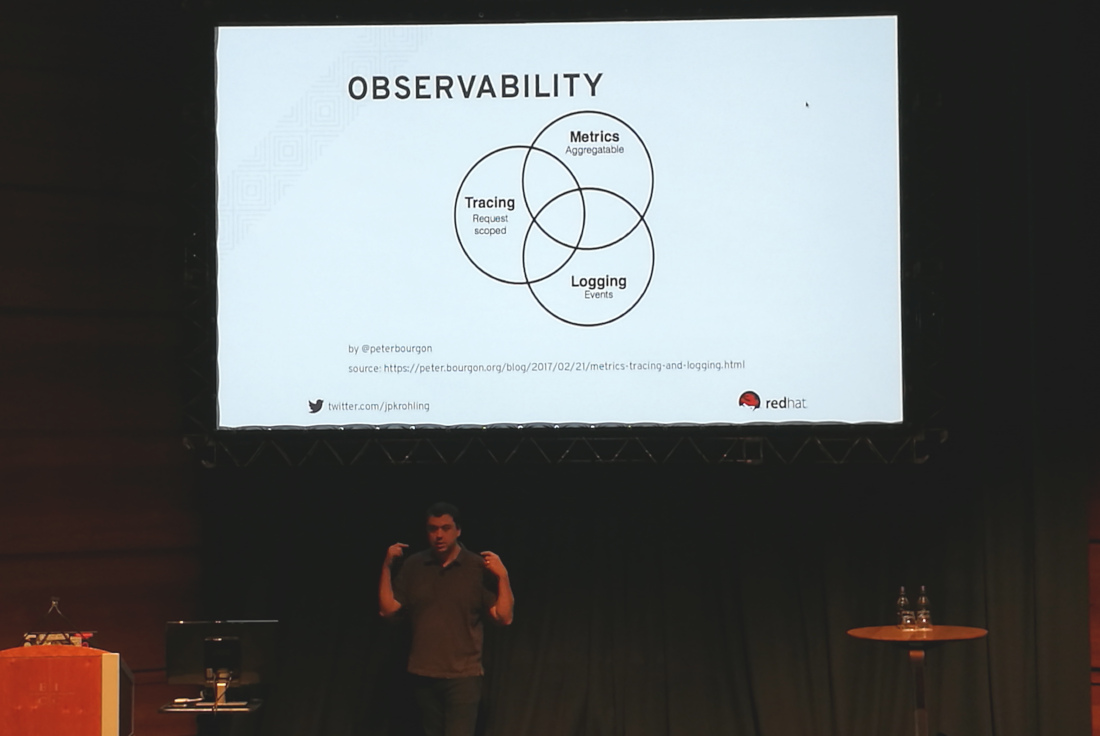 OBSERVABILITY
Metrics
Aggregatable
Tracing
Request
scoped
Logging
Events
by @peterbourgon
source: https://peter.bourgon.org/blog/2017/02/21/metrics-tracing-and-logging.html
twitter.com/jpkrohling
redhat